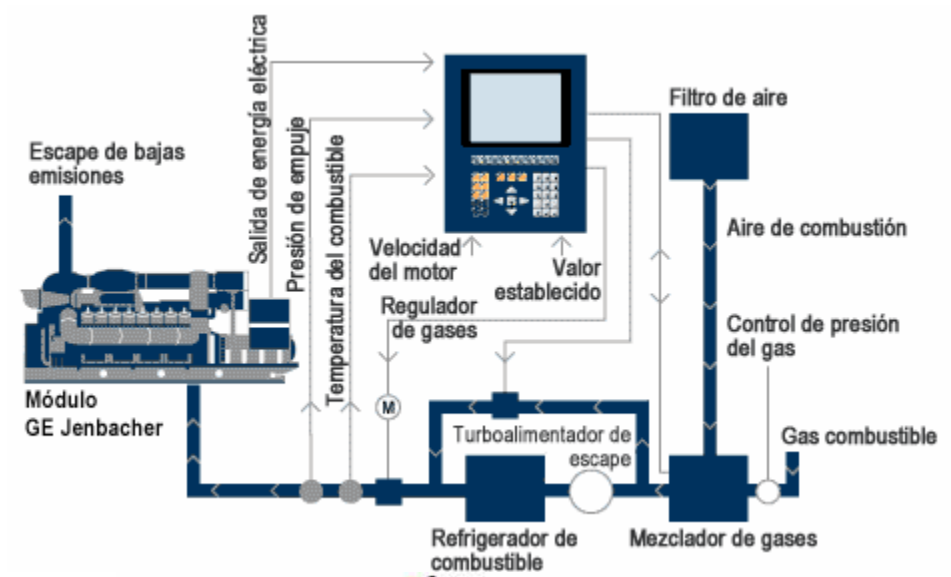 Salida de energía eléctrica
Presión de empuje
Temperatura del combustible
Escape de bajas
emisiones
Filtro de aire
Aire de combustión
Velocidad
del motor
Valor
establecido
Regulador
de gases
Control de presión
del gas
Módulo
GE Jenbacher
M
Turboalimentador de
escape
Gas combustible
Refrigerador de
combustible
Mezclador de gases